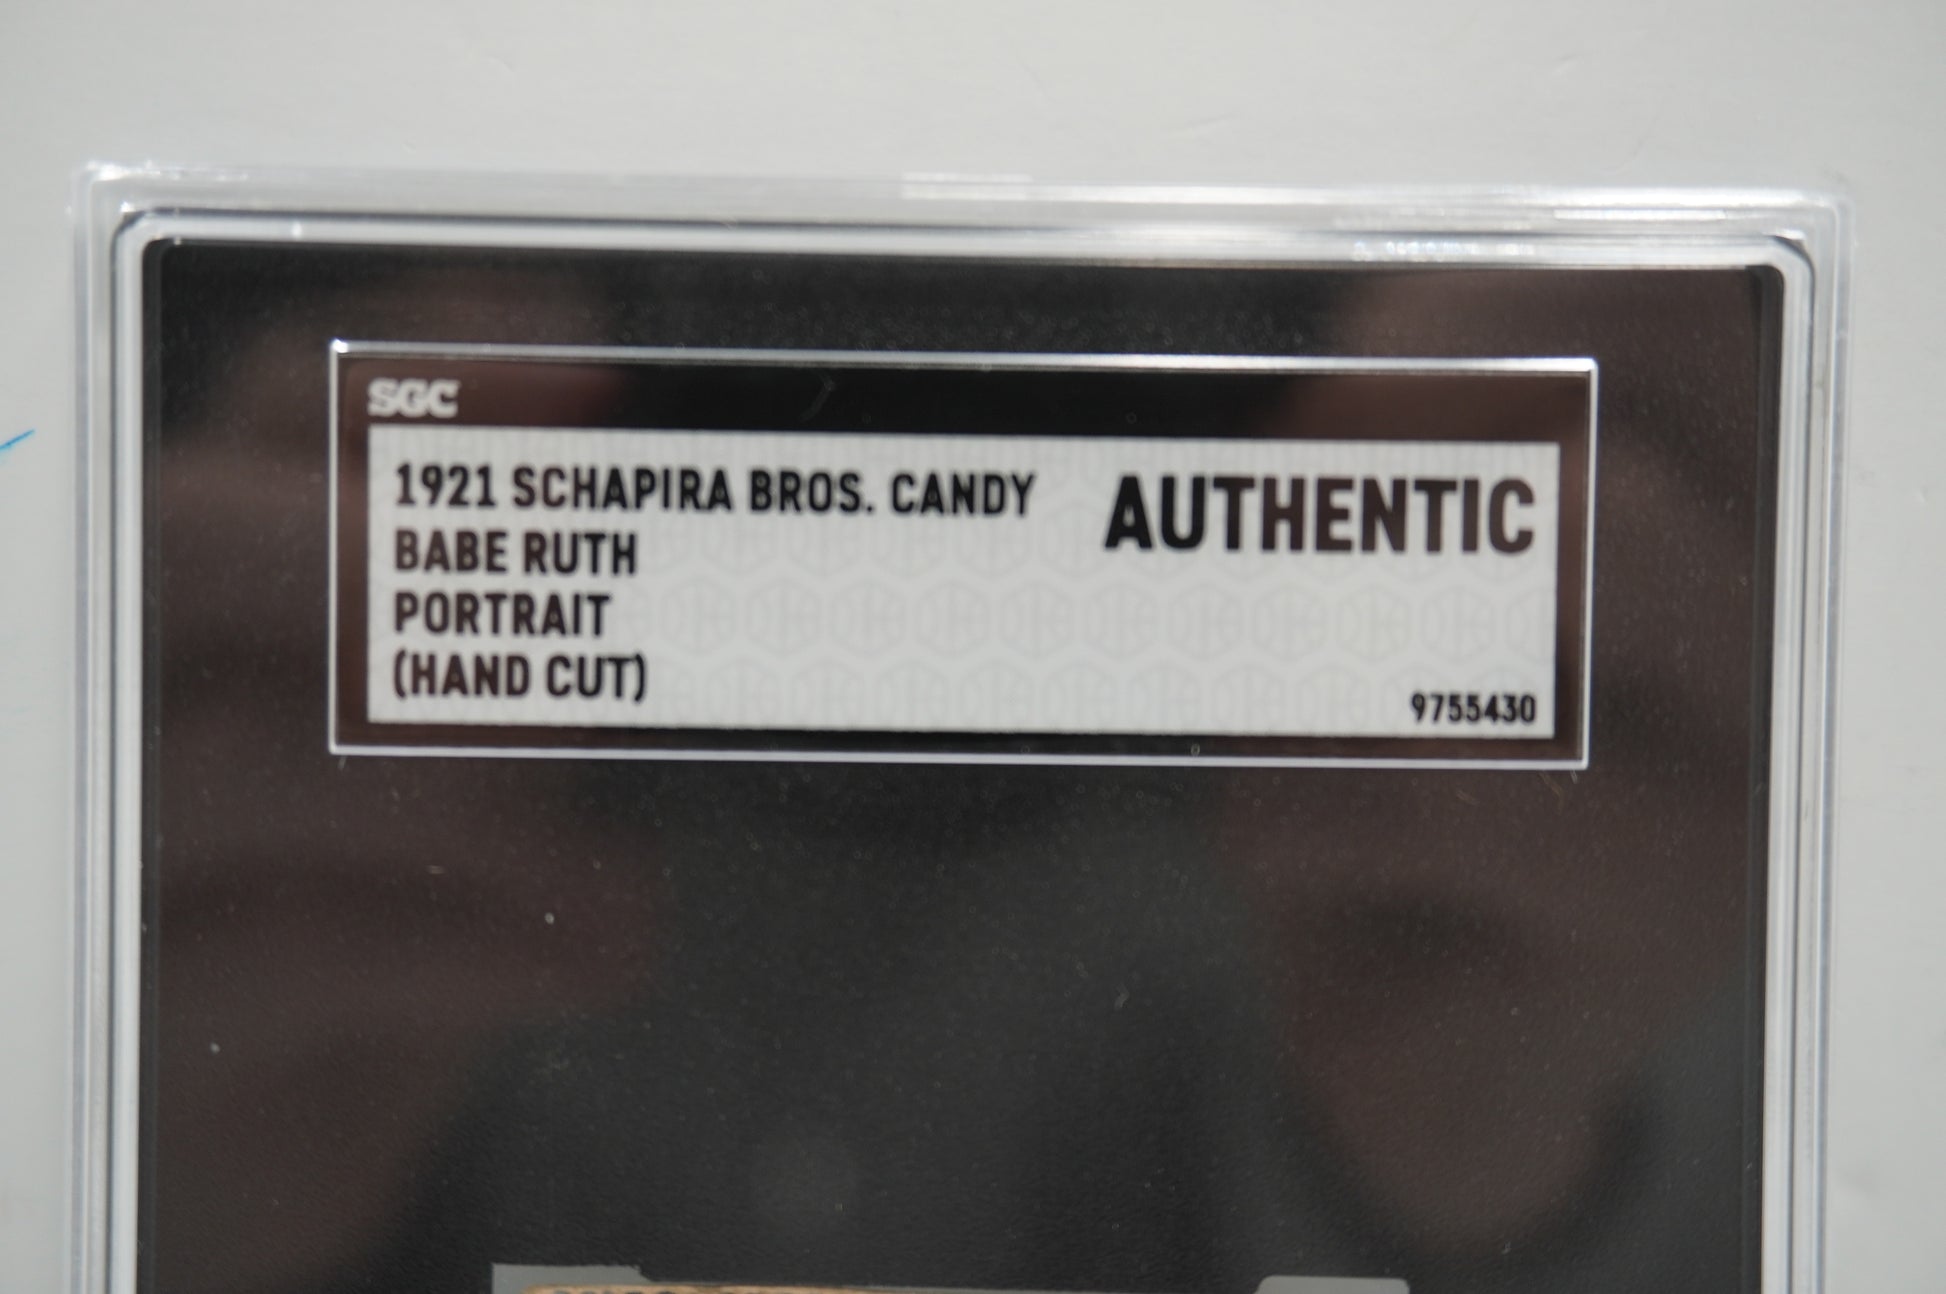 SGC
1921 SCHAPIRA BROS. CANDY
BABE RUTH
PORTRAIT
(HAND CUT)
AUTHENTIC
9755430